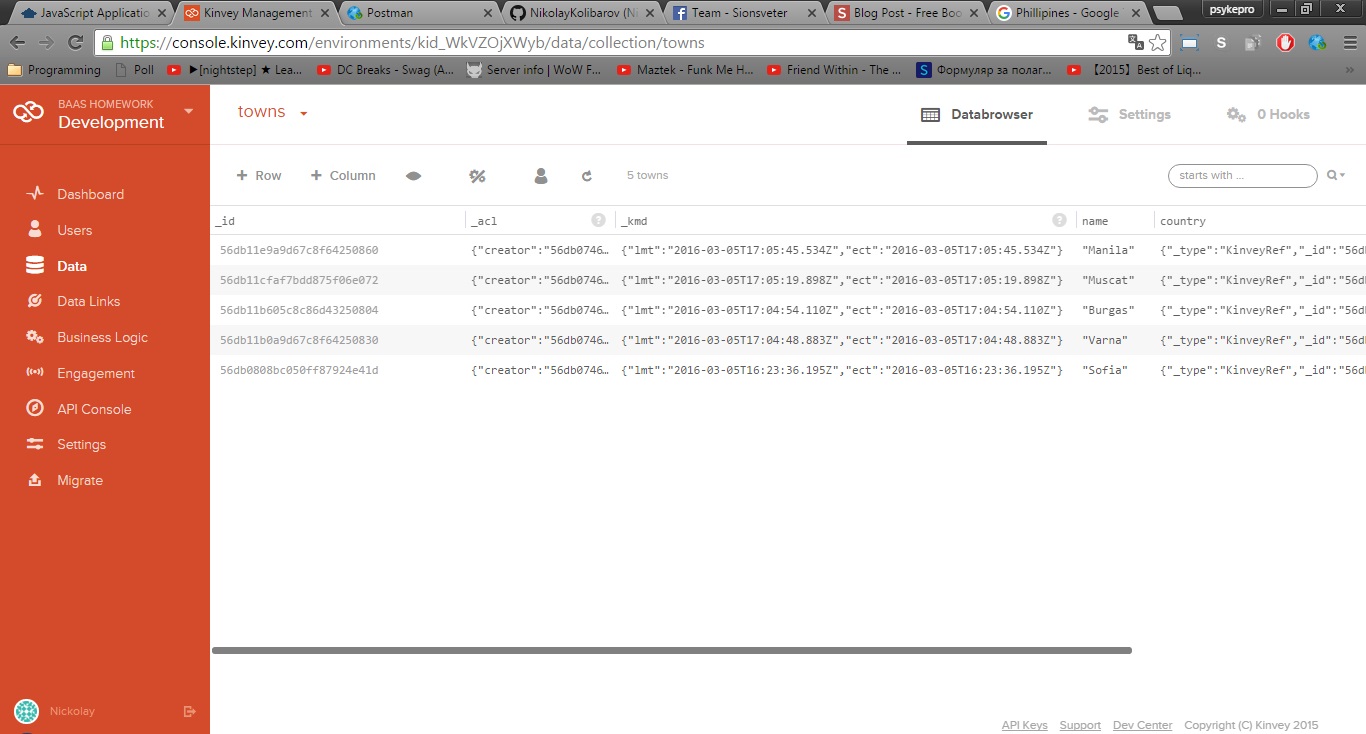 JavaScript Applicatio Kinvey Management Postman NikolayKolibarov (Ni Team - Sionsveter Blog Post - Free Boo Phillipines - Google psykepro
https://console.kinvey.com/environments/kid_WkVZOjXWyb/data/collection/towns
Programming Poll ►[nightstep] ★ Lea... DC Breaks - Swag (A... Server info | WoW F... Maztek - Funk Me H... Friend Within - The ... Формуляр за полаг... 【2015】Best of Liq... »
BAAS HOMEWORK
Development
towns
Databrowser Settings 0 Hooks
+ Row + Column 5 towns starts with ...
_id _acl ? _kmd ? name country
56db11e9a9d67c8f64250860 {"creator":"56db0746… {"lmt":"2016-03-05T17:05:45.534Z","ect":"2016-03-05T17:05:45.534Z"} "Manila" {"_type":"KinveyRef","_id":"56db
56db11cfaf7bdd875f06e072 {"creator":"56db0746… {"lmt":"2016-03-05T17:05:19.898Z","ect":"2016-03-05T17:05:19.898Z"} "Muscat" {"_type":"KinveyRef","_id":"56db
56db11b605c8c86d43250804 {"creator":"56db0746… {"lmt":"2016-03-05T17:04:54.110Z","ect":"2016-03-05T17:04:54.110Z"} "Burgas" {"_type":"KinveyRef","_id":"56db
56db11b0a9d67c8f64250830 {"creator":"56db0746… {"lmt":"2016-03-05T17:04:48.883Z","ect":"2016-03-05T17:04:48.883Z"} "Varna" {"_type":"KinveyRef","_id":"56db
56db0808bc050ff87924e41d {"creator":"56db0746… {"lmt":"2016-03-05T16:23:36.195Z","ect":"2016-03-05T16:23:36.195Z"} "Sofia" {"_type":"KinveyRef","_id":"56db
Dashboard
Users
Data
Data Links
Business Logic
Engagement
API Console
Settings
Migrate
Nickolay
API Keys Support Dev Center Copyright (C) Kinvey 2015